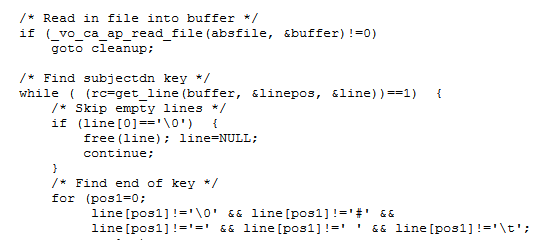 /* Read in file into buffer */
if (_vo_ca_ap_read_file(absfile, &buffer)!=0)
goto cleanup;
/* Find subjectdn key */
while ( (rc=get_line(buffer, &linepos, &line))==1) {
/* Skip empty lines */
if (line[0]=='\0') {
free(line); line=NULL;
continue;
}
/* Find end of key */
for (pos1=0;
line[pos1]!='\0' && line[pos1]!='#' &&
line[pos1]!='=' && line[pos1]!=' ' && line[pos1]!='\t';